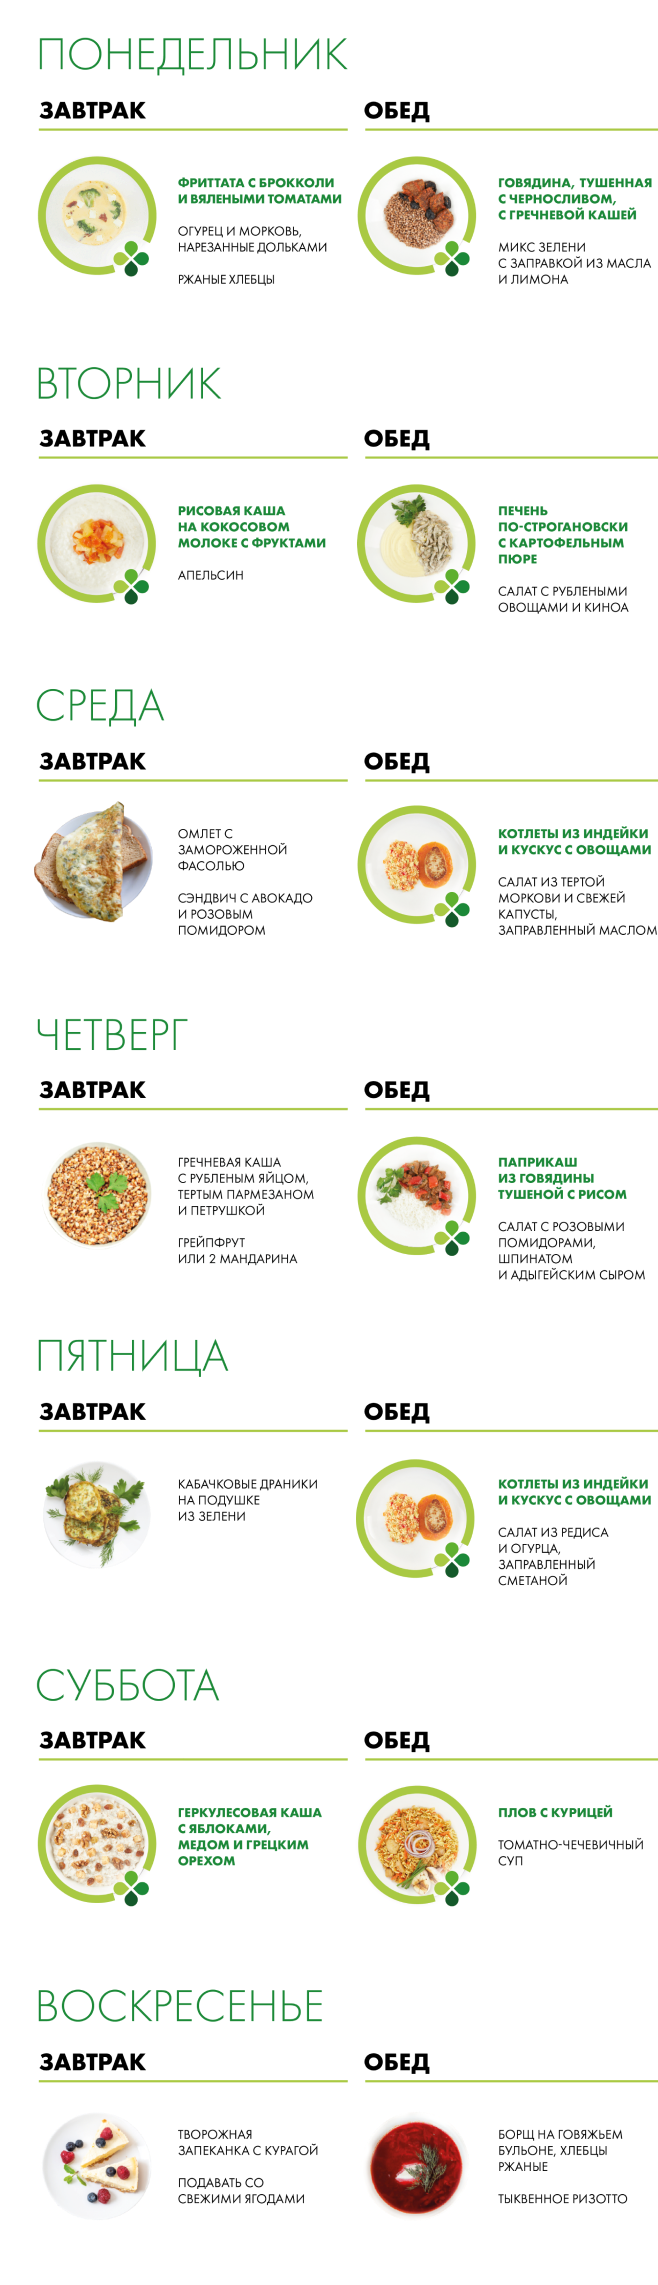 ПОНЕДЕЛЬНИК
ЗАВТРАК
ФРИТТАТА С БРОККОЛИ
И ВЯЛЕНЫМИ ТОМАТАМИ
ОГУРЕЦ И МОРКОВЬ,
НАРЕЗАННЫЕ ДОЛЬКАМИ
РЖАНЫЕ ХЛЕБЦЫ
ОБЕД
ГОВЯДИНА, ТУШЕННАЯ
С ЧЕРНОСЛИВОМ,
С ГРЕЧНЕВОЙ КАШЕЙ
МИКС ЗЕЛЕНИ
С ЗАПРАВКОЙ ИЗ МАСЛА
И ЛИМОНА
ВТОРНИК
ЗАВТРАК
РИСОВАЯ КАША
НА КОКОСОВОМ
МОЛОКЕ С ФРУКТАМИ
АПЕЛЬСИН
ОБЕД
ПЕЧЕНЬ
ПО-СТРОГАНОВСКИ
С КАРТОФЕЛЬНЫМ
ПЮРЕ
САЛАТ С РУБЛЕНЫМИ
ОВОЩАМИ И КИНОА
СРЕДА
ЗАВТРАК
ОМЛЕТ С
ЗАМОРОЖЕННОЙ
ФАСОЛЬЮ
СЭНДВИЧ С АВОКАДО
И РОЗОВЫМ
ПОМИДОРОМ
ОБЕД
КОТЛЕТЫ ИЗ ИНДЕЙКИ
И КУСКУС С ОВОЩАМИ
САЛАТ ИЗ ТЕРТОЙ
МОРКОВИ И СВЕЖЕЙ
КАПУСТЫ,
ЗАПРАВЛЕННЫЙ МАСЛОМ
ЧЕТВЕРГ
ЗАВТРАК
ГРЕЧНЕВАЯ КАША
С РУБЛЕНЫМ ЯЙЦОМ,
ТЕРТЫМ ПАРМЕЗАНОМ
И ПЕТРУШКОЙ
ГРЕЙПФРУТ
ИЛИ 2 МАНДАРИНА
ОБЕД
ПАПРИКАШ
ИЗ ГОВЯДИНЫ
ТУШЕНОЙ С РИСОМ
САЛАТ С РОЗОВЫМИ
ПОМИДОРАМИ,
ШПИНАТОМ
И АДЫГЕЙСКИМ СЫРОМ
ПЯТНИЦА
ЗАВТРАК
КАБАЧКОВЫЕ ДРАНИКИ
НА ПОДУШКЕ
ИЗ ЗЕЛЕНИ
ОБЕД
КОТЛЕТЫ ИЗ ИНДЕЙКИ
И КУСКУС С ОВОЩАМИ
САЛАТ ИЗ РЕДИСА
И ОГУРЦА,
ЗАПРАВЛЕННЫЙ
СМЕТАНОЙ
СУББОТА
ЗАВТРАК
ГЕРКУЛЕСОВАЯ КАША
С ЯБЛОКАМИ,
МЕДОМ И ГРЕЦКИМ
ОРЕХОМ
ОБЕД
ПЛОВ С КУРИЦЕЙ
ТОМАТНО-ЧЕЧЕВИЧНЫЙ
СУП
ВОСКРЕСЕНЬЕ
ЗАВТРАК
ТВОРОЖНАЯ
ЗАПЕКАНКА С КУРАГОЙ
ПОДАВАТЬ СО
СВЕЖИМИ ЯГОДАМИ
ОБЕД
БОРЩ НА ГОВЯЖЬЕМ
БУЛЬОНЕ, ХЛЕБЦЫ
РЖАНЫЕ
ТЫКВЕННОЕ РИЗОТТО